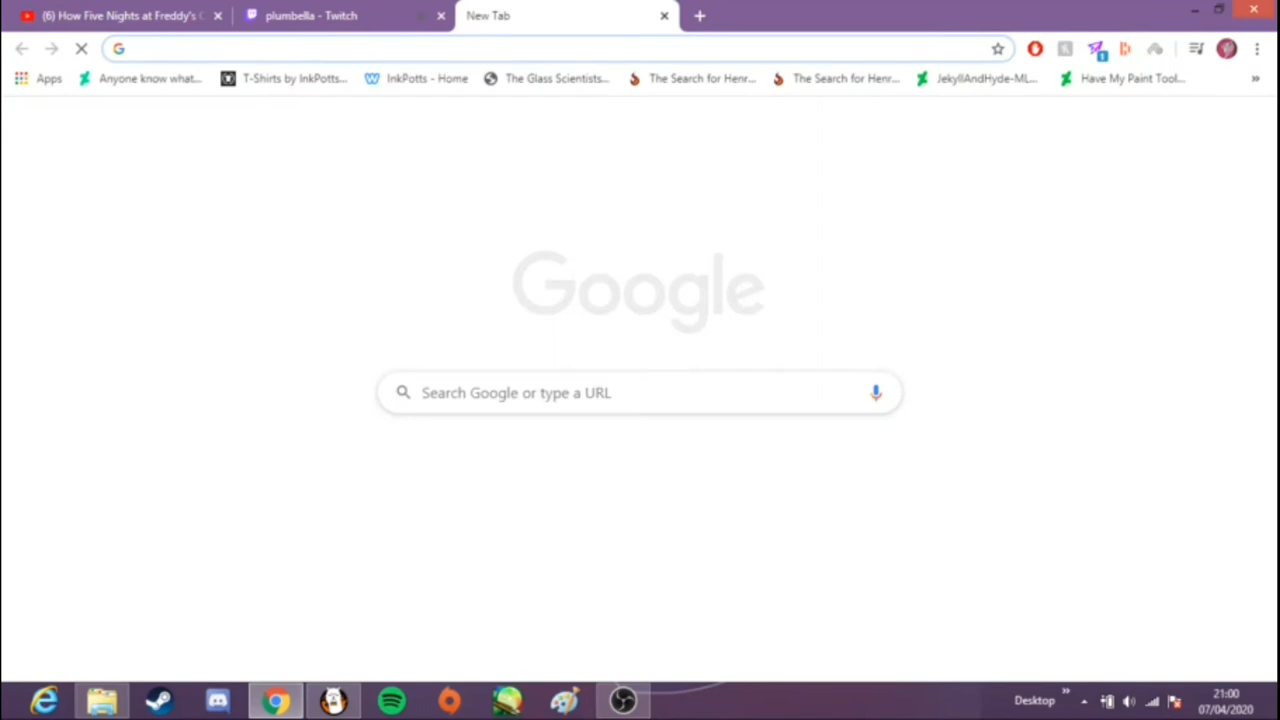 (6) How Five Nights at Freddy's
plumbella - Twitch
New Tab
Apps
Anyone know what...
T-Shirts by InkPotts...
InkPotts - Home
The Glass Scientists...
The Search for Henr...
The Search for Henr...
JekyllAndHyde-ML...
Have My Paint Tool...
»
1
Google
Search Google or type a URL
Desktop
»
21:00
07/04/2020